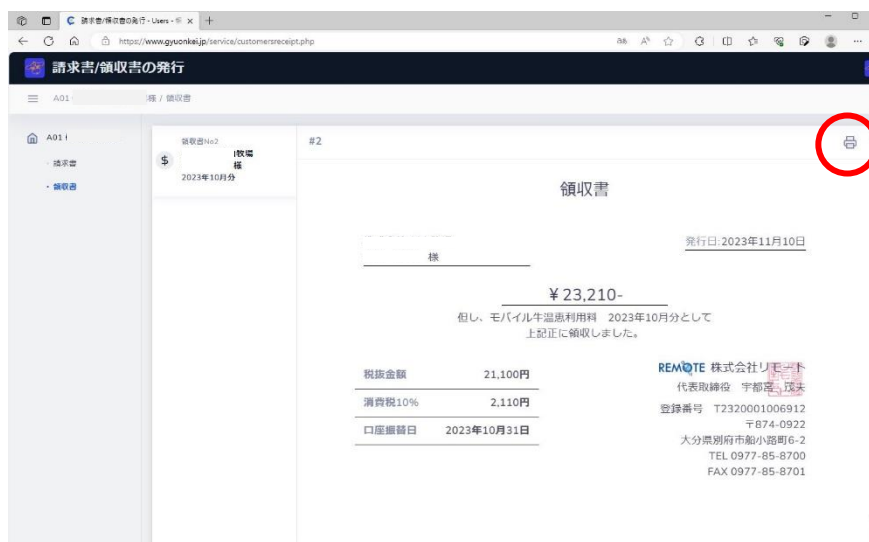 請求書/領収書の発行 - Users -
https://www.gyuonkei.jp/service/customersreceipt.php
請求書/領収書の発行
A01
様 / 領収書
A01
請求書
領収書
領収書No2
牧場
様
$
2023年10月分
#2
領収書
発行日:2023年11月10日
様
¥ 23,210-
但し、モバイル牛温恵利用料 2023年10月分として
上記正に領収しました。
税抜金額 21,100円
消費税10% 2,110円
口座振替日 2023年10月31日
REMOTE 株式会社リモート
代表取締役 宇都宮 茂夫
登録番号 T2320001006912
〒874-0922
大分県別府市船小路町6-2
TEL 0977-85-8700
FAX 0977-85-8701